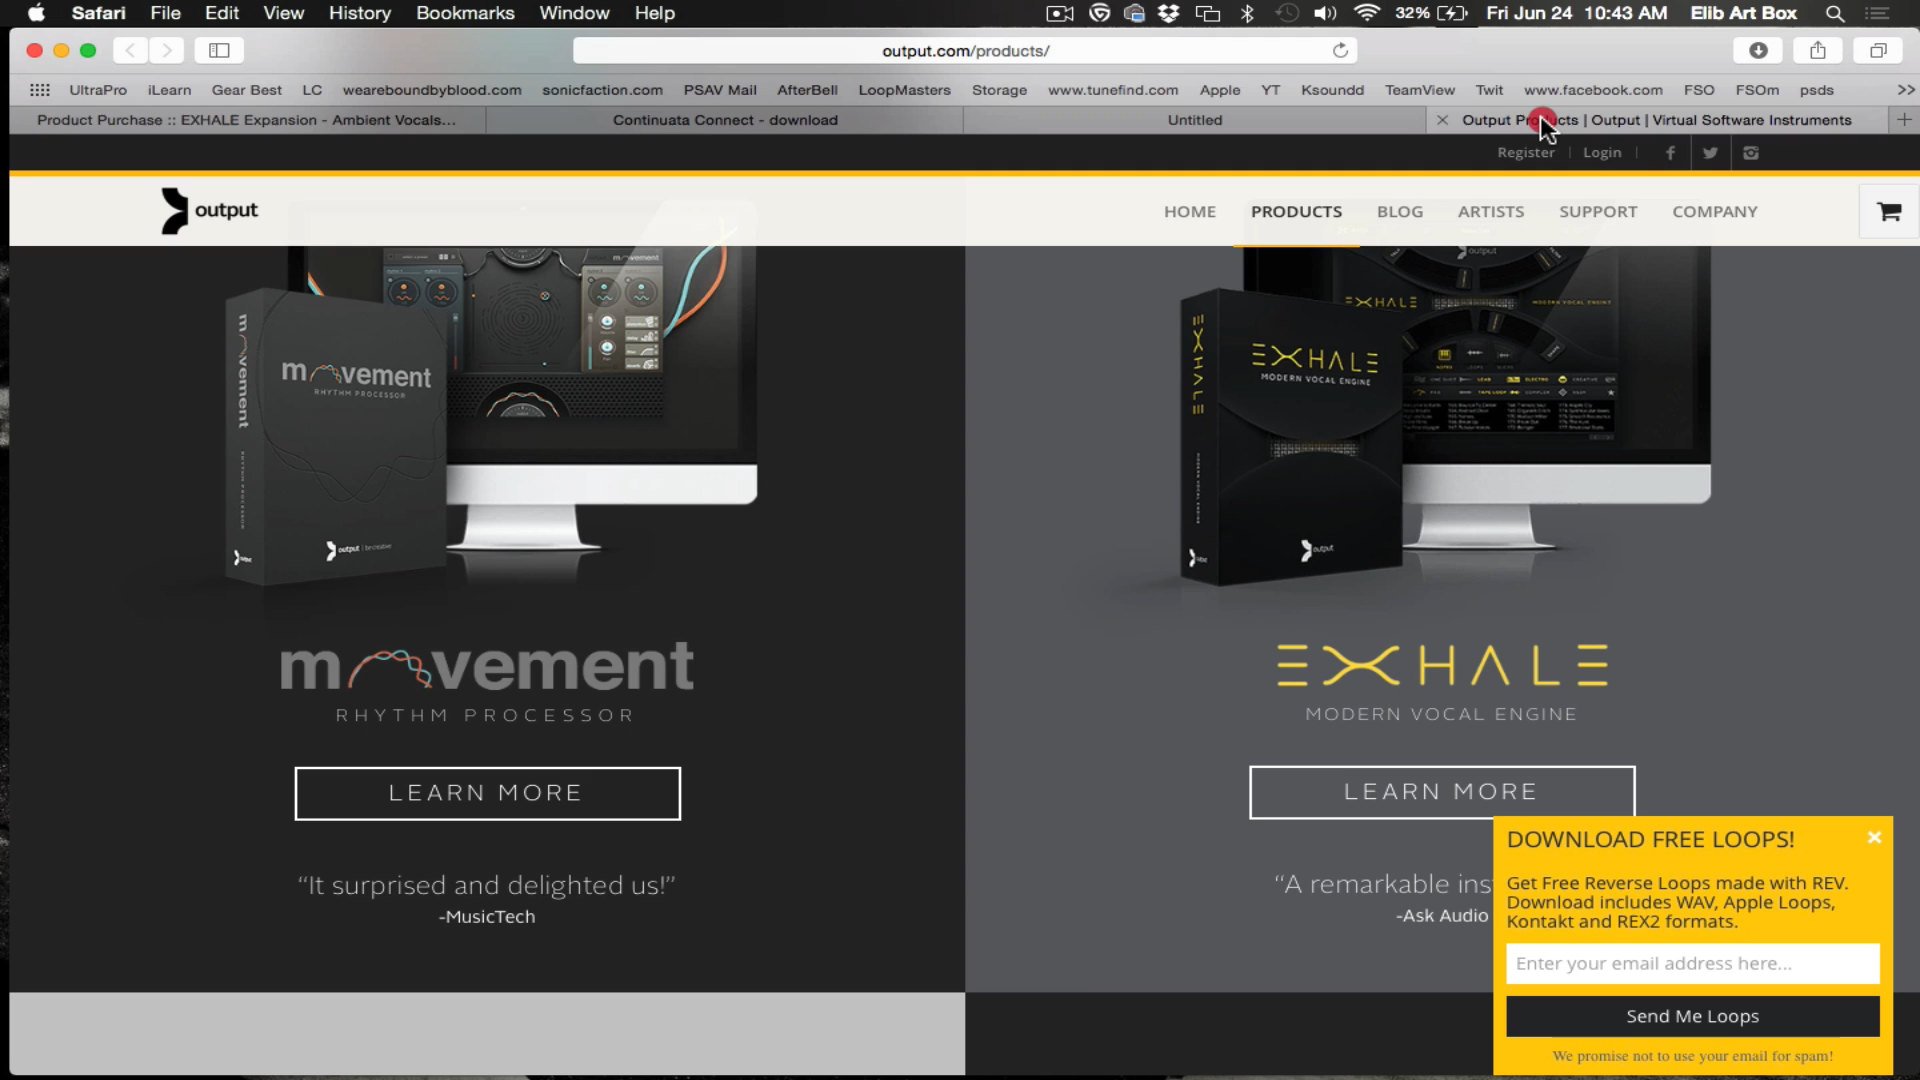 Safari File Edit View History Bookmarks Window Help 32% Fri Jun 24 10:43 AM Elib Art Box
output.com/products/
UltraPro iLearn Gear Best LC weareboundbyblood.com sonicfaction.com PSAV Mail AfterBell LoopMasters Storage www.tunefind.com Apple YT Ksoundd TeamView Twit www.facebook.com FSO FSOm psds >>
Product Purchase :: EXHALE Expansion - Ambient Vocals... Continuata Connect - download Untitled Output Products | Output | Virtual Software Instruments
Register | Login |
output HOME PRODUCTS BLOG ARTISTS SUPPORT COMPANY
movement
EXHALE
movement
RHYTHM PROCESSOR
movement
EXHALE
MODERN VOCAL ENGINE
EXHALE
output
output
movement
RHYTHM PROCESSOR
EXHALE
MODERN VOCAL ENGINE
LEARN MORE
LEARN MORE
“It surprised and delighted us!”
-MusicTech
“A remarkable ins
-Ask Audio
DOWNLOAD FREE LOOPS!
Get Free Reverse Loops made with REV.
Download includes WAV, Apple Loops,
Kontakt and REX2 formats.
Enter your email address here...
Send Me Loops
We promise not to use your email for spam!